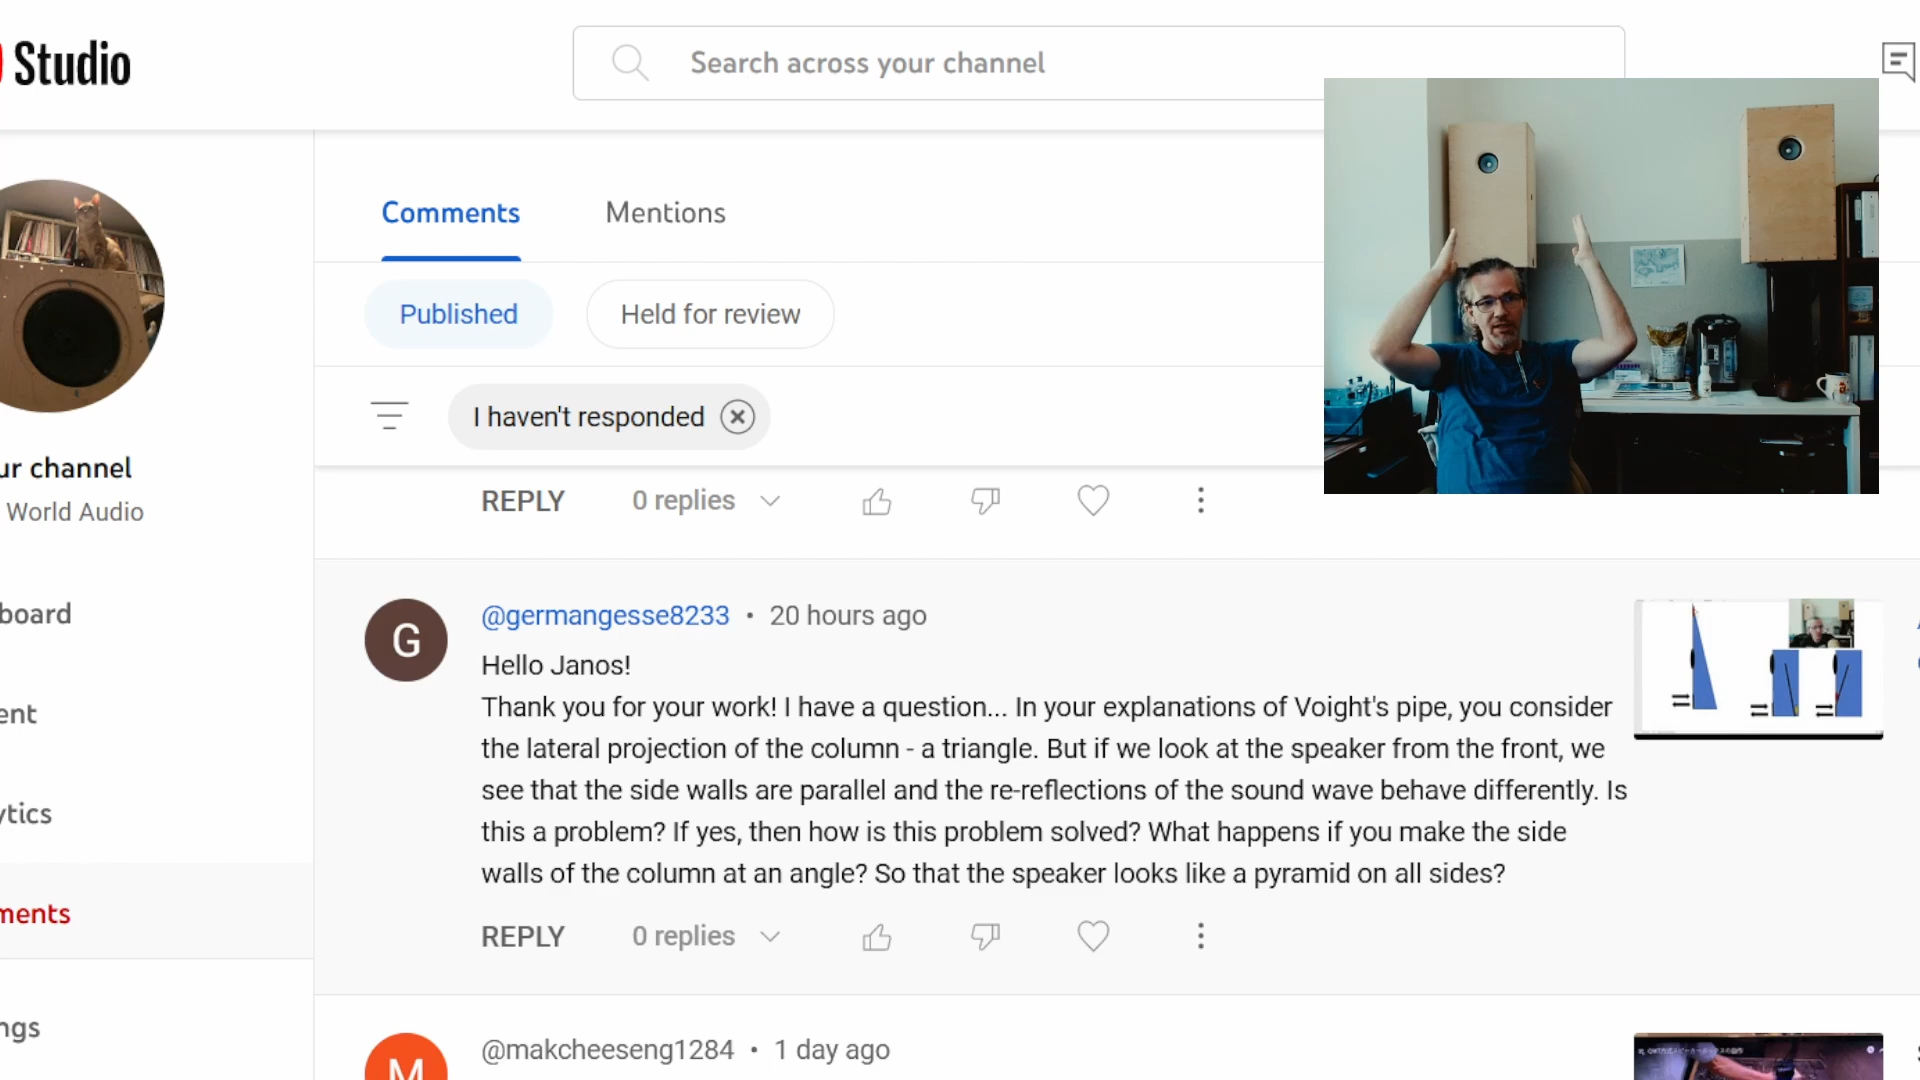 Studio
Search across your channel
Comments
Mentions
Published
Held for review
I haven't responded
ur channel
World Audio
board
ent
ytics
ments
ngs
REPLY
0 replies
@germangesse8233 • 20 hours ago
Hello Janos!
Thank you for your work! I have a question... In your explanations of Voight's pipe, you consider
the lateral projection of the column - a triangle. But if we look at the speaker from the front, we
see that the side walls are parallel and the re-reflections of the sound wave behave differently. Is
this a problem? If yes, then how is this problem solved? What happens if you make the side
walls of the column at an angle? So that the speaker looks like a pyramid on all sides?
REPLY
0 replies
G
@makcheeseng1284 • 1 day ago
M